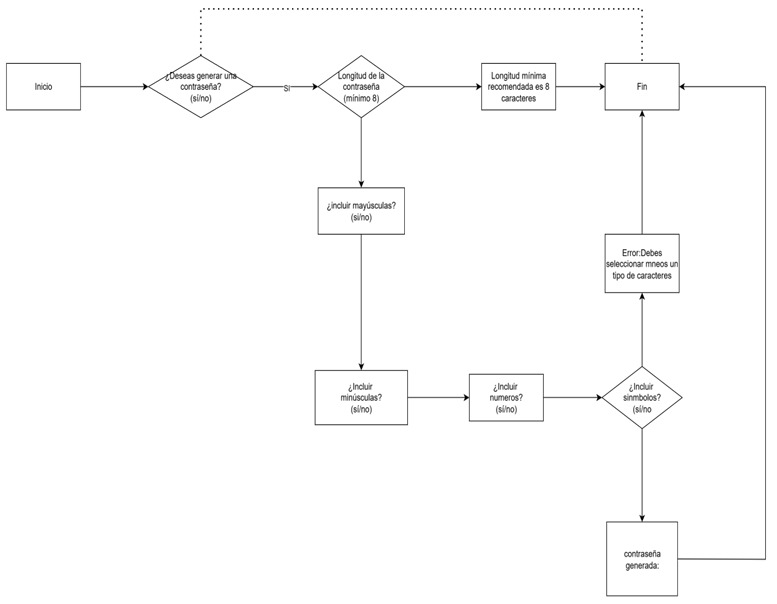 Inicio
¿Deseas generar una
contraseña?
(sí/no)
Si
Longitud de la
contraseña
(mínimo 8)
Longitud mínima
recomendada es 8
caracteres
Fin
¿incluir mayúsculas?
(si/no)
Error:Debes
seleccionar mneos un
tipo de caracteres
¿Incluir
minúsculas?
(sí/no)
¿Incluir
numeros?
(sí/no)
¿Incluir
sinmbolos?
(sí/no
contraseña
generada: